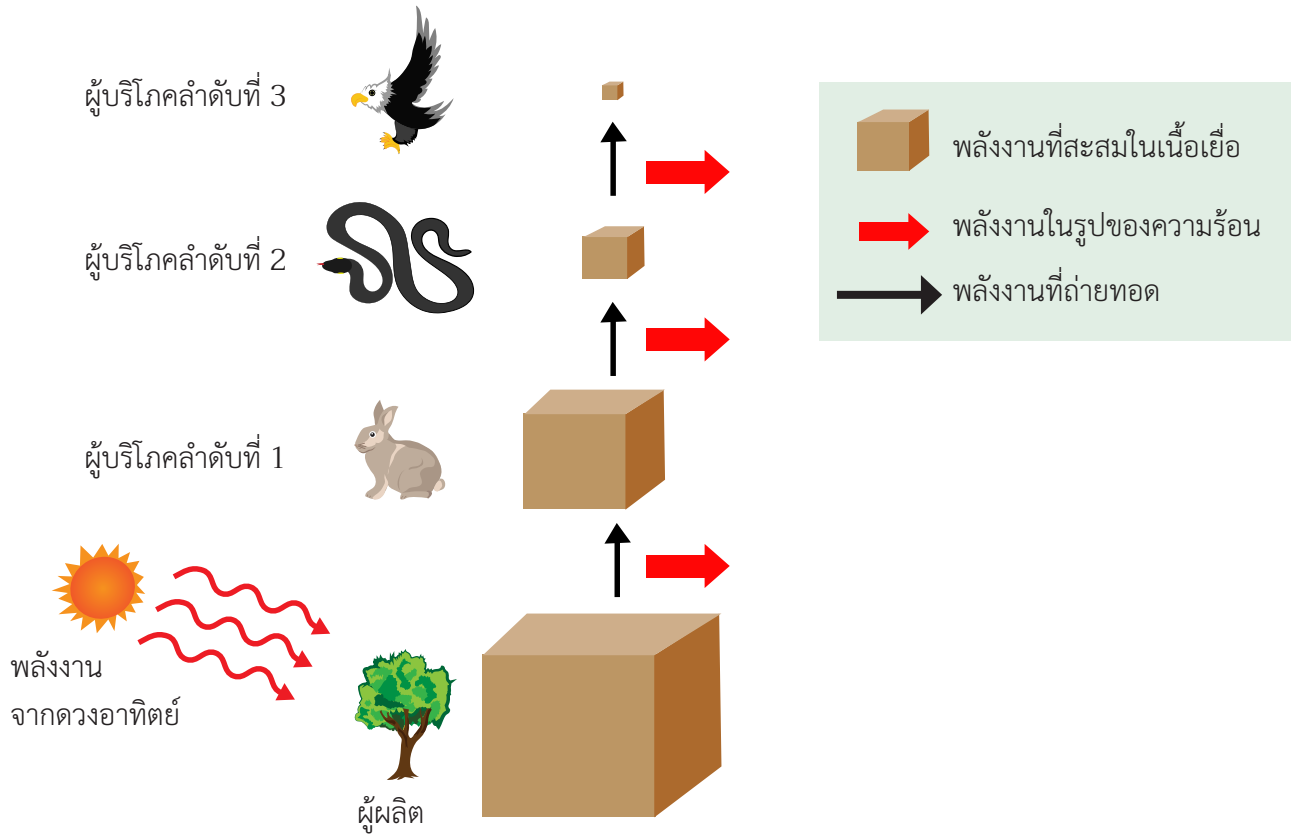 ผู้บริโภคลำดับที่ 3
ผู้บริโภคลำดับที่ 2
ผู้บริโภคลำดับที่ 1
พลังงาน
จากดวงอาทิตย์
ผู้ผลิต
พลังงานที่สะสมในเนื้อเยื่อ
พลังงานในรูปของความร้อน
พลังงานที่ถ่ายทอด